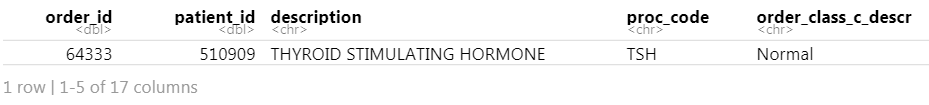 order_id patient_id description proc_code order_class_c_descr
<dbl> <dbl> <chr> <chr> <chr>
64333 510909 THYROID STIMULATING HORMONE TSH Normal
1 row | 1-5 of 17 columns